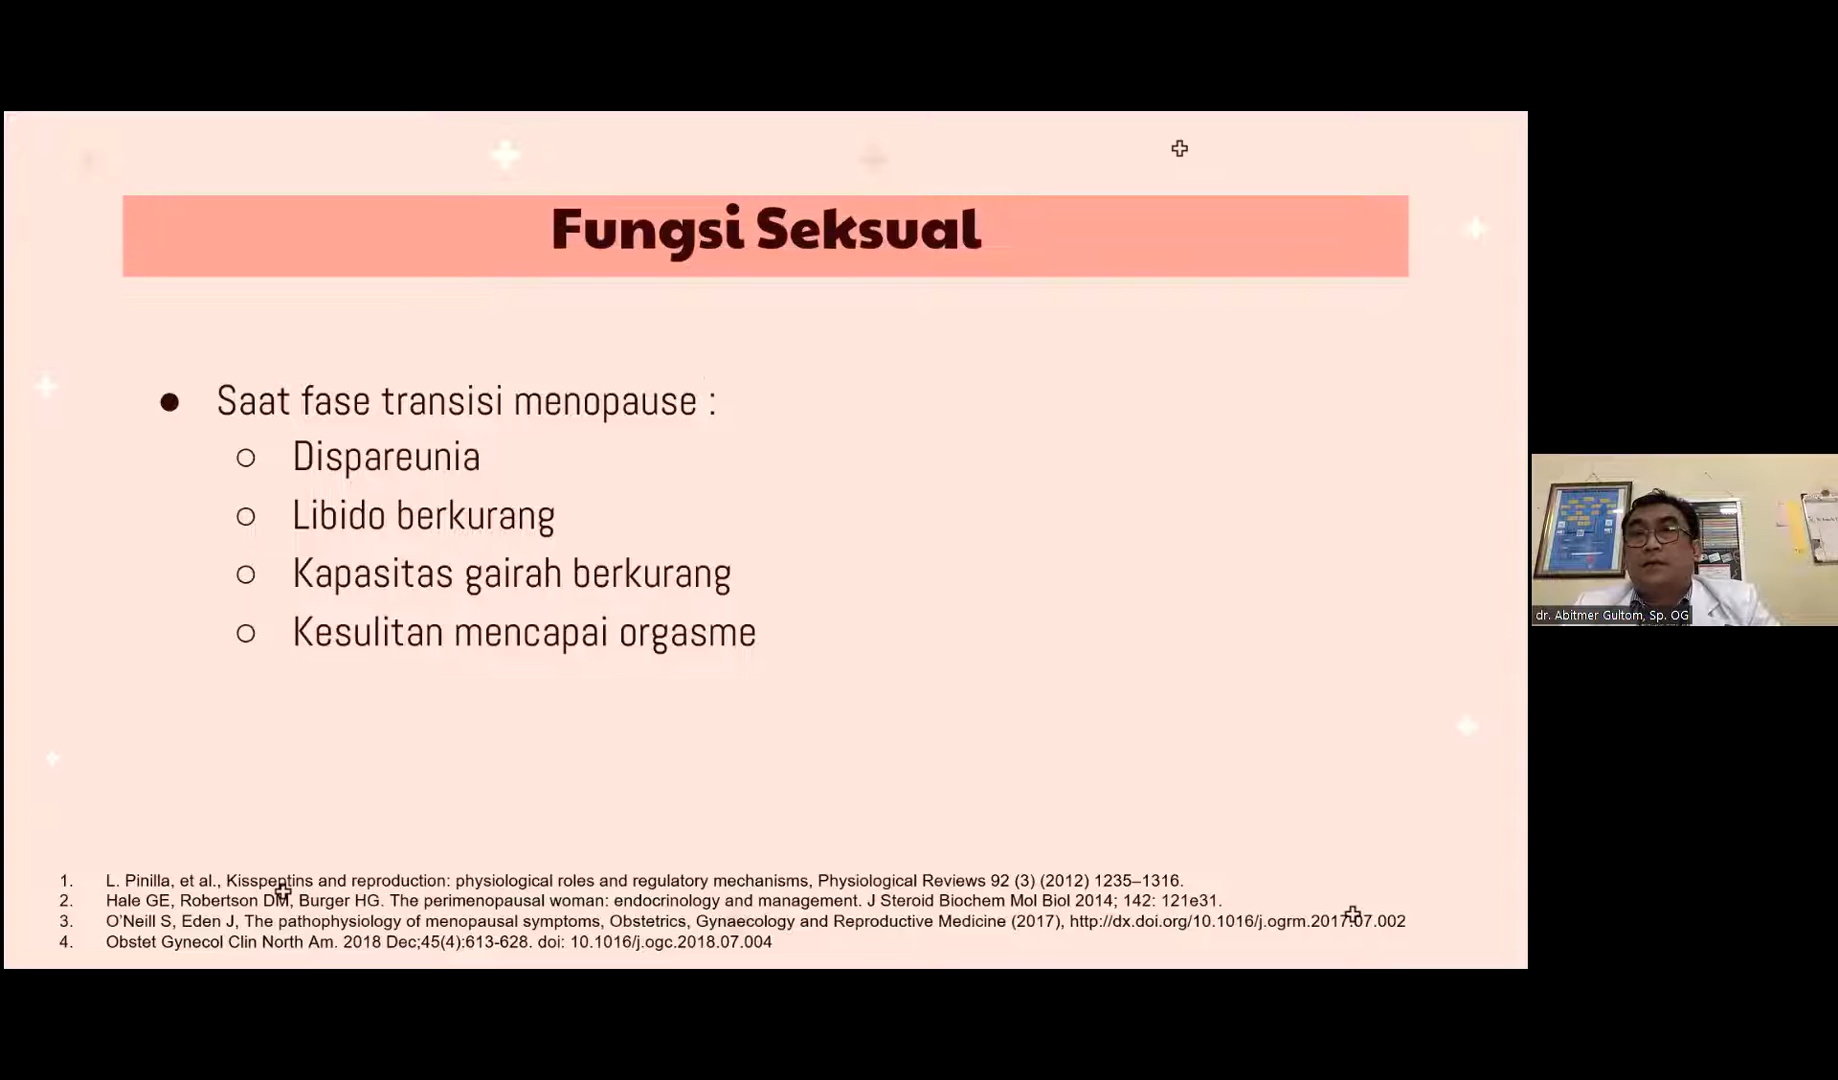 Fungsi Seksual
● Saat fase transisi menopause :
○ Dispareunia
○ Libido berkurang
○ Kapasitas gairah berkurang
○ Kesulitan mencapai orgasme
1. L. Pinilla, et al., Kisspeptins and reproduction: physiological roles and regulatory mechanisms, Physiological Reviews 92 (3) (2012) 1235–1316.
2. Hale GE, Robertson DM, Burger HG. The perimenopausal woman: endocrinology and management. J Steroid Biochem Mol Biol 2014; 142: 121e31.
3. O'Neill S, Eden J, The pathophysiology of menopausal symptoms, Obstetrics, Gynaecology and Reproductive Medicine (2017), http://dx.doi.org/10.1016/j.ogrm.2017.07.002
4. Obstet Gynecol Clin North Am. 2018 Dec;45(4):613-628. doi: 10.1016/j.ogc.2018.07.004
dr. Abitmer Gultom, Sp. OG